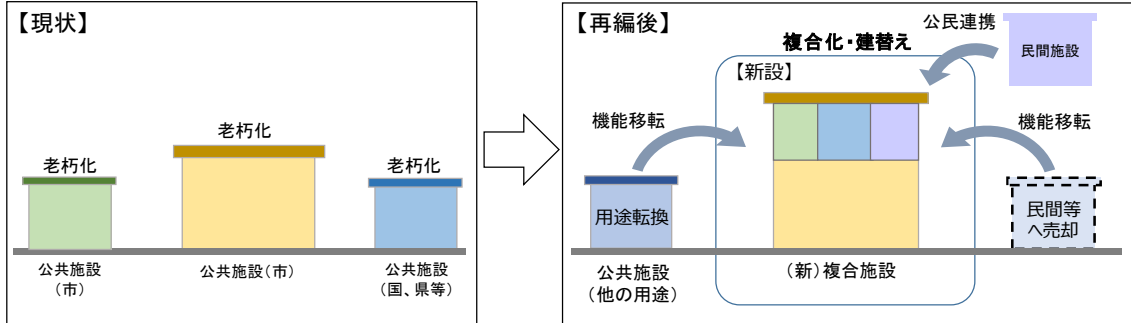 【現状】
老朽化
老朽化
老朽化
公共施設
（市）
公共施設（市）
公共施設
（国、県等）
【再編後】
公民連携
民間施設
複合化・建替え
【新設】
機能移転
機能移転
用途転換
民間等
へ売却
公共施設
（他の用途）
（新）複合施設